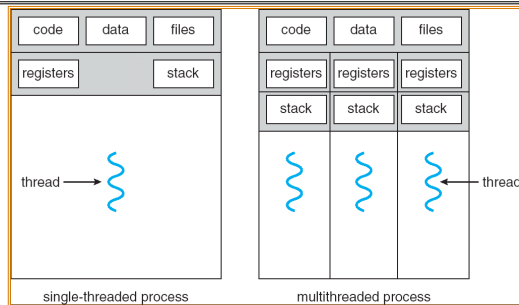 code data files
registers stack
thread
single-threaded process
code data files
registers registers registers
stack stack stack
thread
multithreaded process